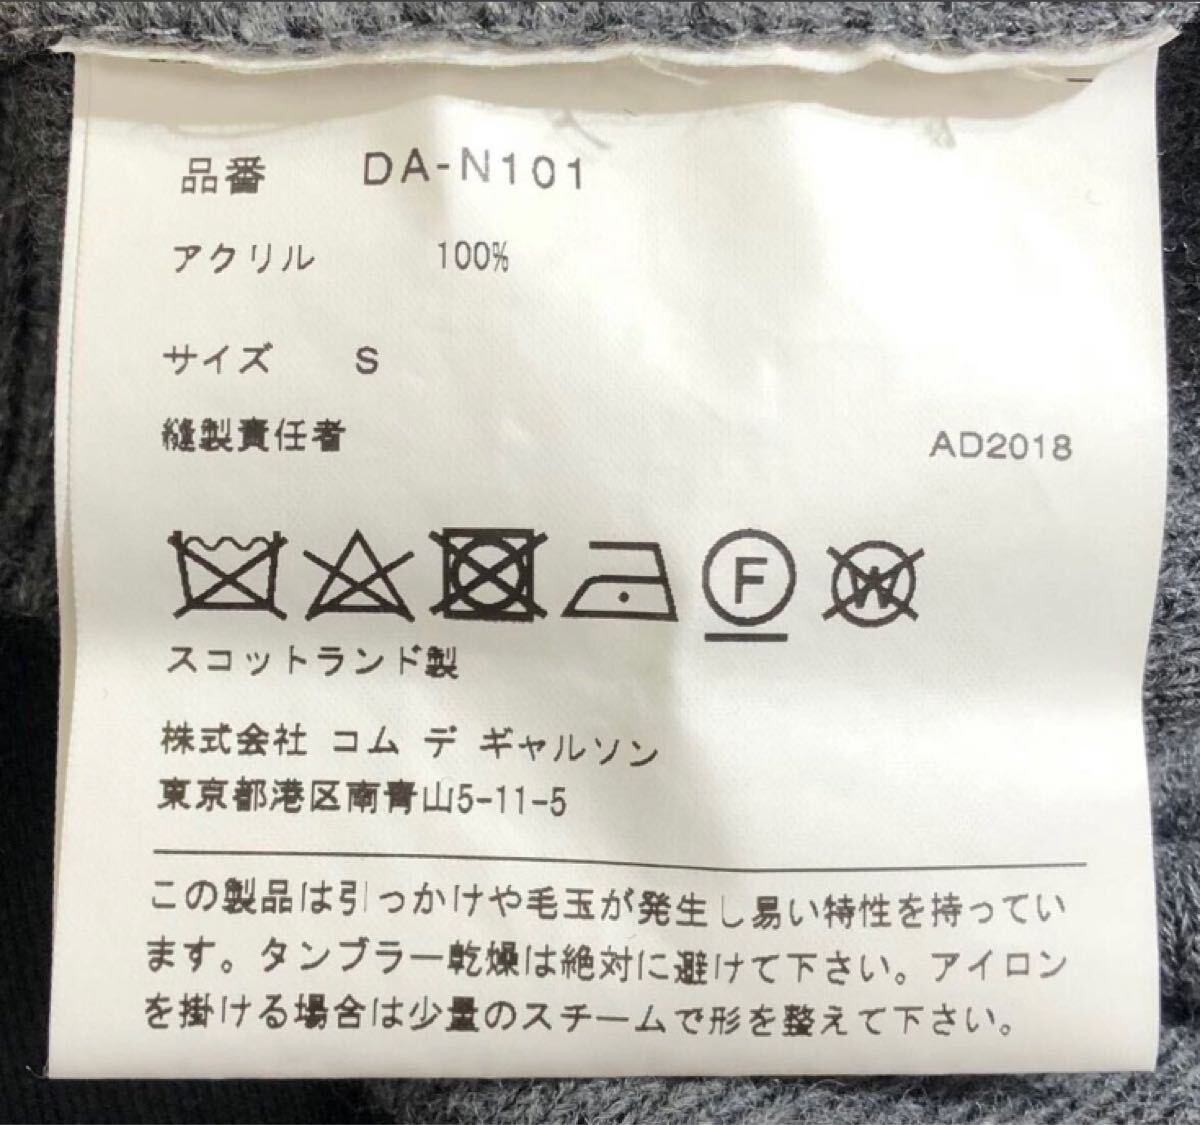 品番 DA-N101
アクリル 100%
サイズ S
縫製責任者 AD2018
F W
スコットランド製
株式会社 コム デ ギャルソン
東京都港区南青山5-11-5
この製品は引っかけや毛玉が発生し易い特性を持ってい
ます。タンブラー乾燥は絶対に避けて下さい。アイロン
を掛ける場合は少量のスチームで形を整えて下さい。